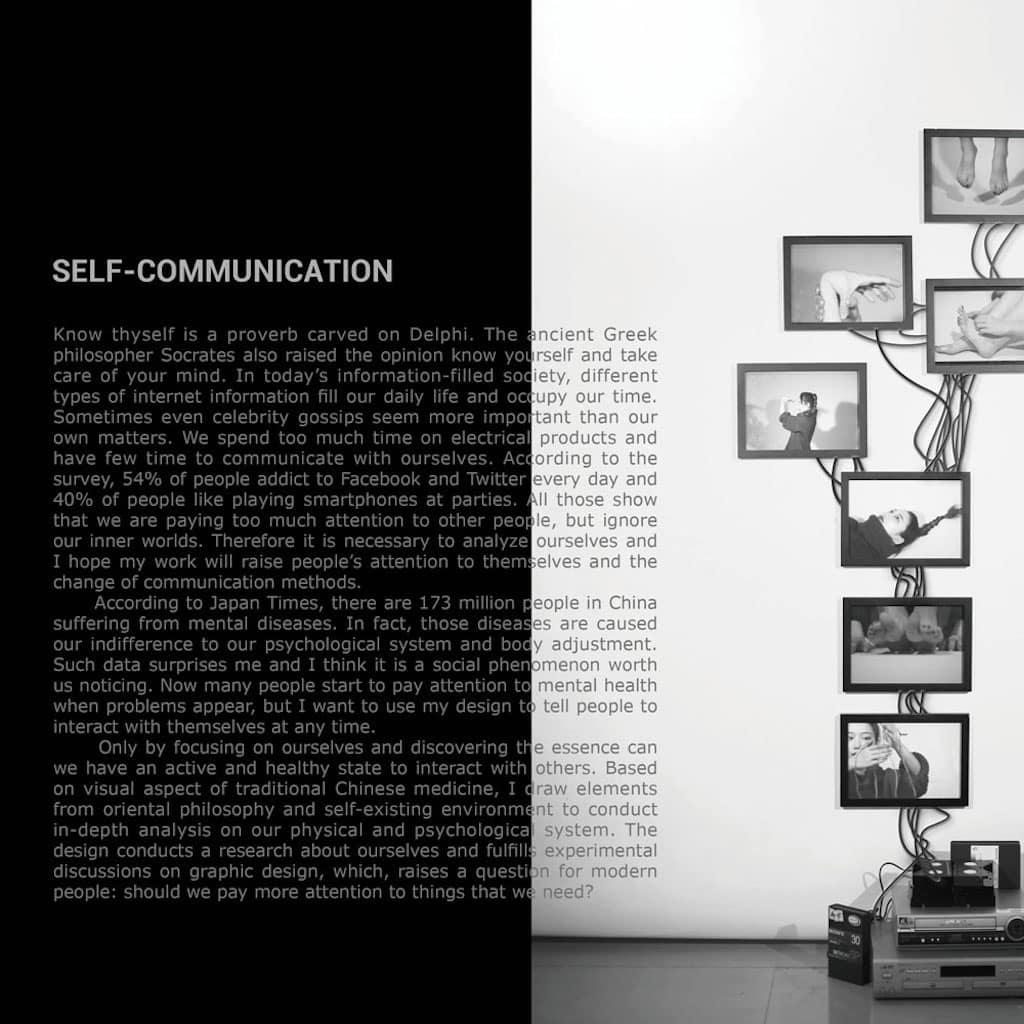 SELF-COMMUNICATION
Know thyself is a proverb carved on Delphi. The ancient Greek
philosopher Socrates also raised the opinion know yourself and take
care of your mind. In today’s information-filled society, different
types of internet information fill our daily life and occupy our time.
Sometimes even celebrity gossips seem more important than our
own matters. We spend too much time on electrical products and
have few time to communicate with ourselves. According to the
survey, 54% of people addict to Facebook and Twitter every day and
40% of people like playing smartphones at parties. All those show
that we are paying too much attention to other people, but ignore
our inner worlds. Therefore it is necessary to analyze ourselves and
I hope my work will raise people’s attention to themselves and the
change of communication methods.
According to Japan Times, there are 173 million people in China
suffering from mental diseases. In fact, those diseases are caused
our indifference to our psychological system and body adjustment.
Such data surprises me and I think it is a social phenomenon worth
us noticing. Now many people start to pay attention to mental health
when problems appear, but I want to use my design to tell people to
interact with themselves at any time.
Only by focusing on ourselves and discovering the essence can
we have an active and healthy state to interact with others. Based
on visual aspect of traditional Chinese medicine, I draw elements
from oriental philosophy and self-existing environment to conduct
in-depth analysis on our physical and psychological system. The
design conducts a research about ourselves and fulfills experimental
discussions on graphic design, which, raises a question for modern
people: should we pay more attention to things that we need?
30